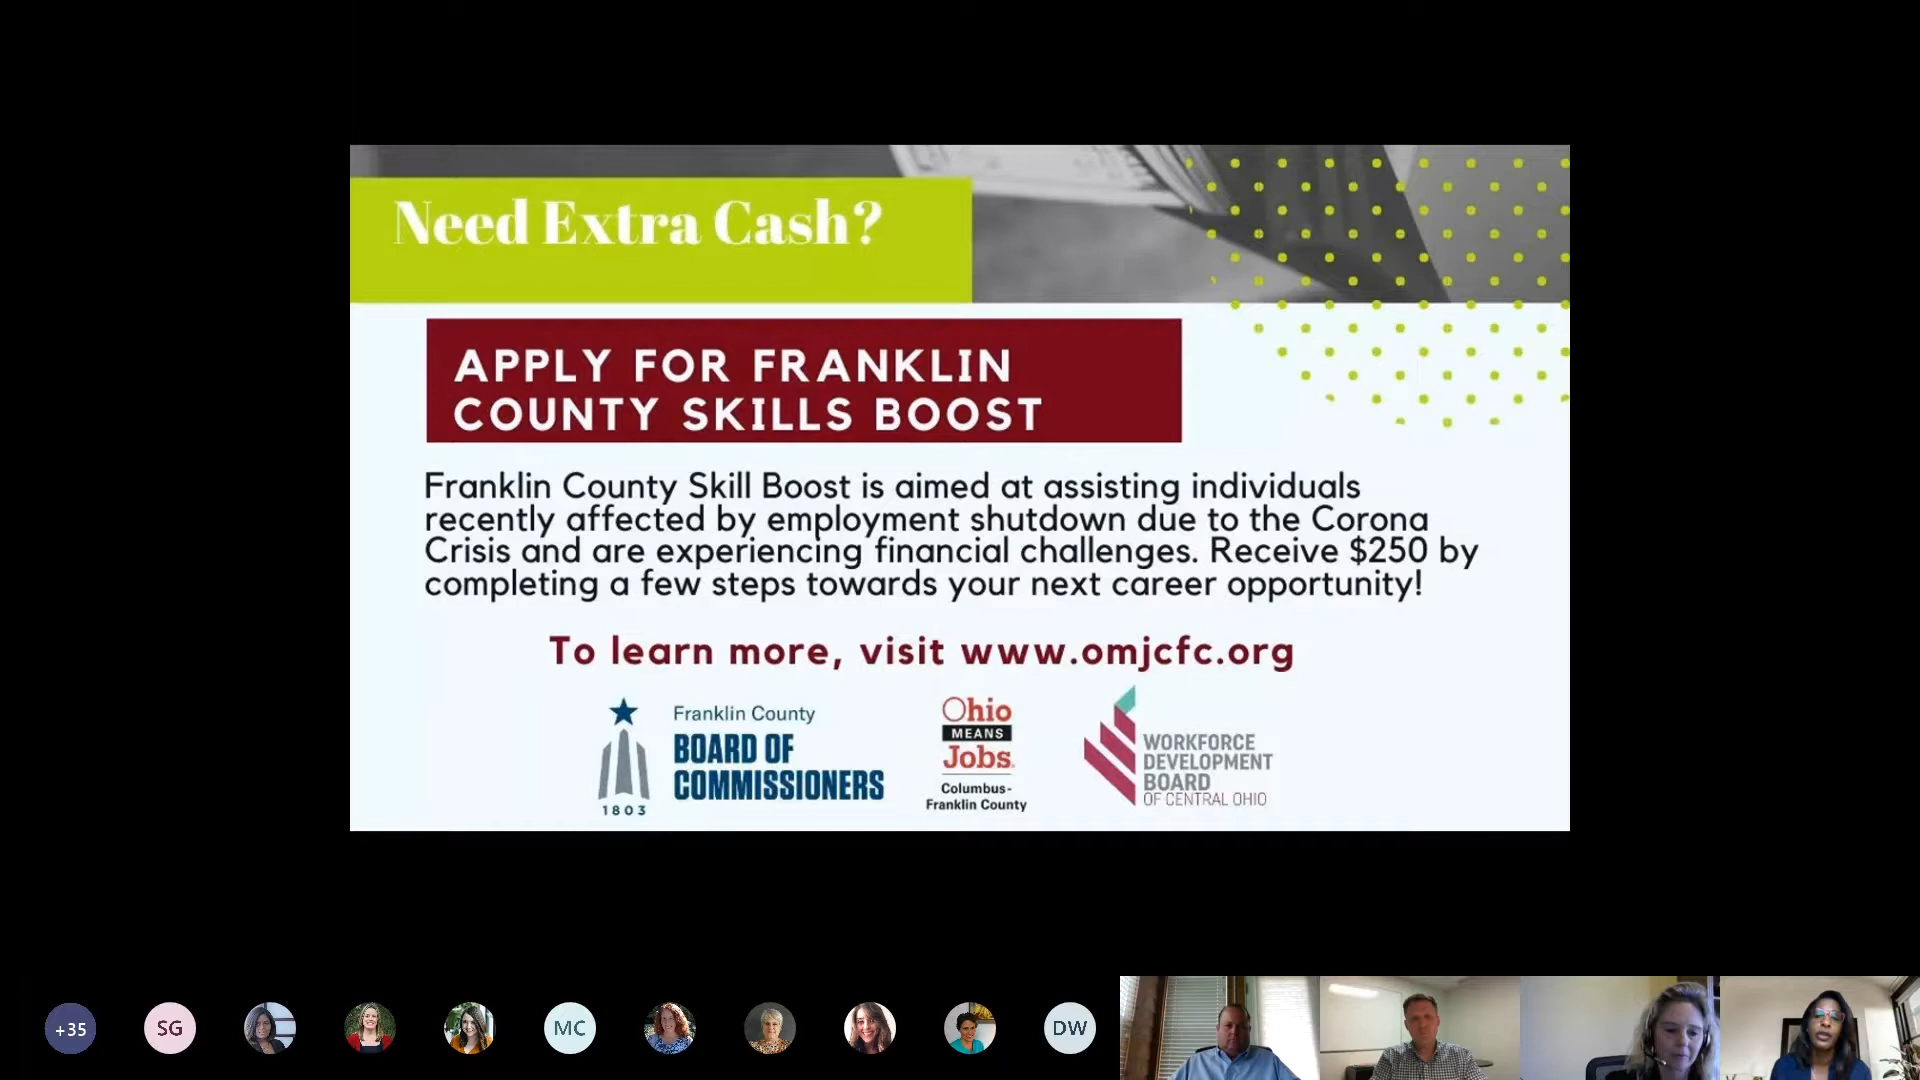 Need Extra Cash?
APPLY FOR FRANKLIN
COUNTY SKILLS BOOST
Franklin County Skill Boost is aimed at assisting individuals
recently affected by employment shutdown due to the Corona
Crisis and are experiencing financial challenges. Receive $250 by
completing a few steps towards your next career opportunity!
To learn more, visit www.omjcfc.org
Franklin County
BOARD OF
COMMISSIONERS
1803
Ohio
MEANS
Jobs
Columbus-
Franklin County
WORKFORCE
DEVELOPMENT
BOARD
OF CENTRAL OHIO
+35
SG
MC
DW